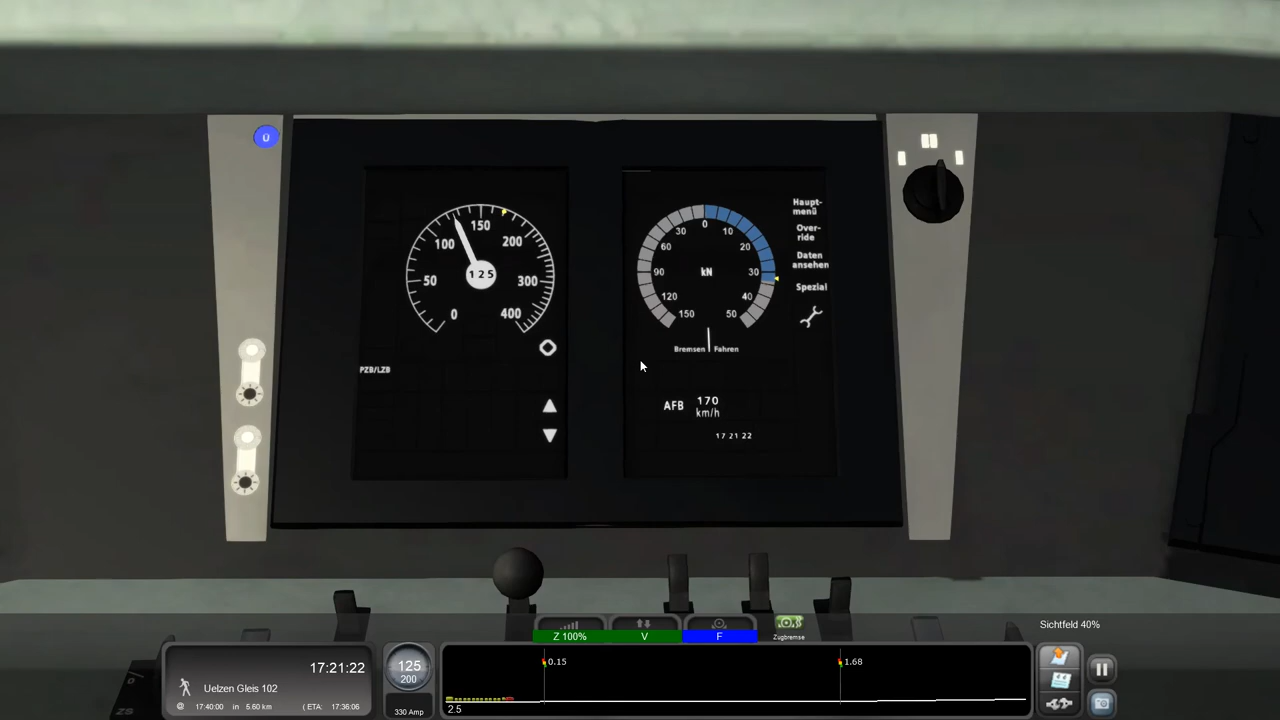 U
150
100
200
125
50
300
0
400
PZB/LZB
0
30
10
60
20
90
kN
30
120
40
150
50
Bremsen
Fahren
AFB
170
km/h
17 21 22
Haupt-
menü
Over-
ride
Daten
ansehen
Spezial
Z 100%
V
F
Zugbremse
Sichtfeld 40%
17:21:22
Uelzen Gleis 102
@ 17:40:00 in 5.60 km ( ETA: 17:36:06
125
200
330 Amp
0.15
1.68
2.5